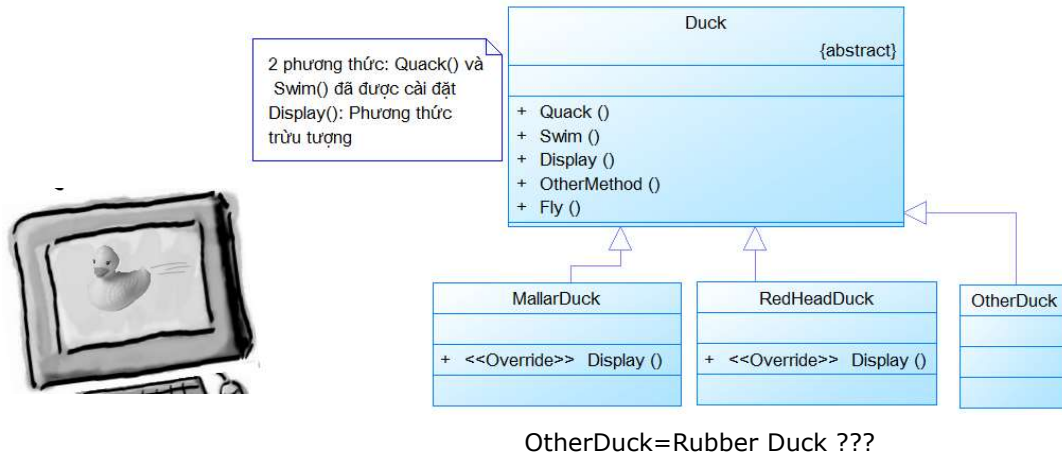 Duck
{abstract}
2 phương thức: Quack() và
Swim() đã được cài đặt
Display(): Phương thức
trừu tượng
+ Quack ()
+ Swim ()
+ Display ()
+ OtherMethod ()
+ Fly ()
MallarDuck
+ <<Override>> Display ()
RedHeadDuck
+ <<Override>> Display ()
OtherDuck
OtherDuck=Rubber Duck ???